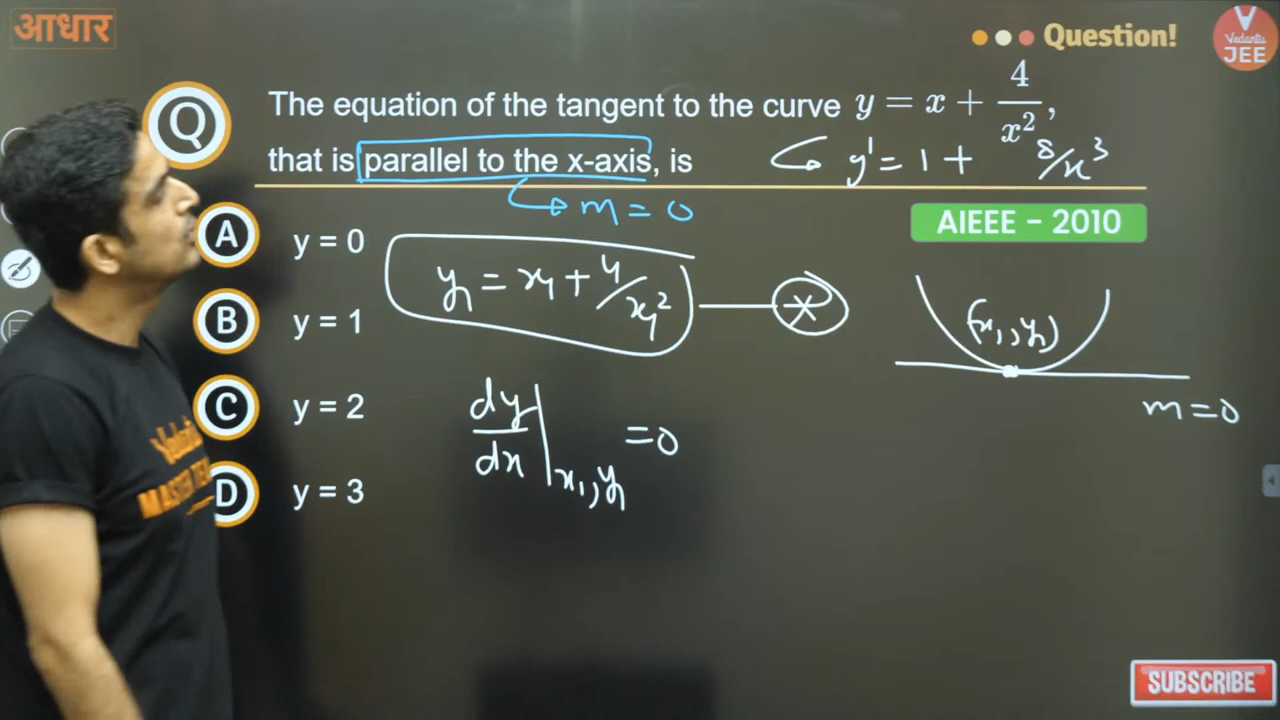 आधार
Question!
Vedantu
JEE
Q
The equation of the tangent to the curve y = x + 4/x²,
that is parallel to the x-axis, is
y' = 1 + 8/x³
m = 0
AIEEE – 2010
A y = 0
y₁ = x₁ + 4/x₁²
*
B y = 1
(x₁, y₁)
C y = 2
m = 0
dy/dx | x₁, y₁ = 0
D y = 3
Vedantu
MASTER
SUBSCRIBE